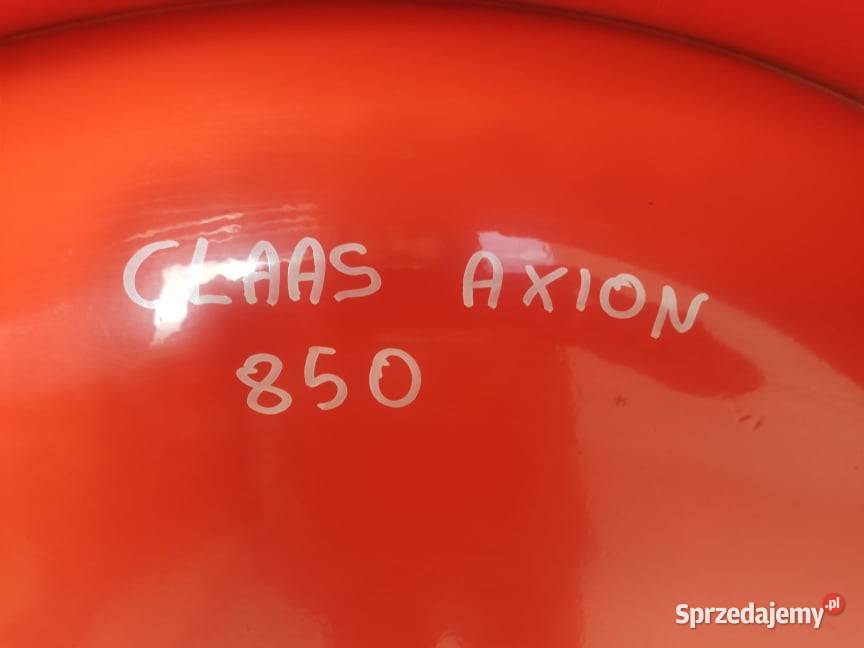 CLAAS AXION
850
Sprzedajemy.pl